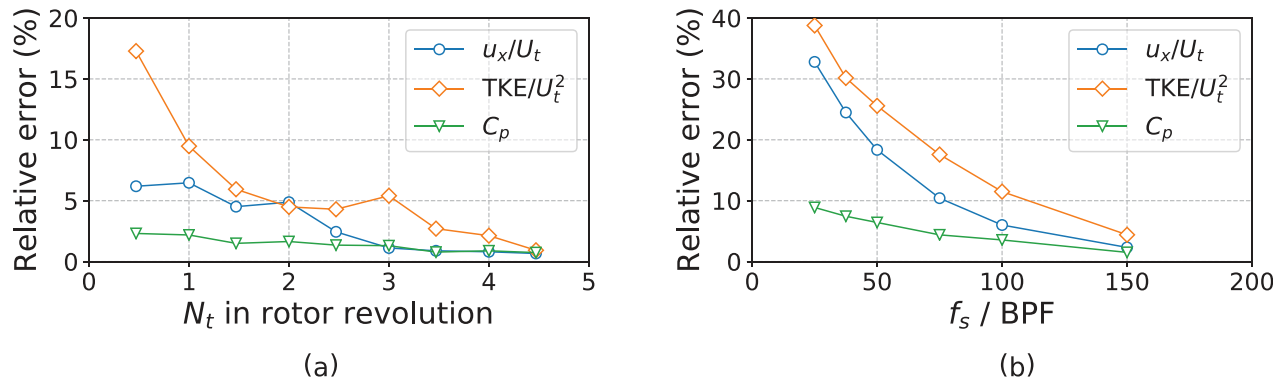 Relative error (%)
20
15
10
5
0
u_x/U_t
TKE/U_t^2
C_p
0 1 2 3 4 5
N_t in rotor revolution
(a)
Relative error (%)
40
30
20
10
0
u_x/U_t
TKE/U_t^2
C_p
0 50 100 150 200
f_s / BPF
(b)